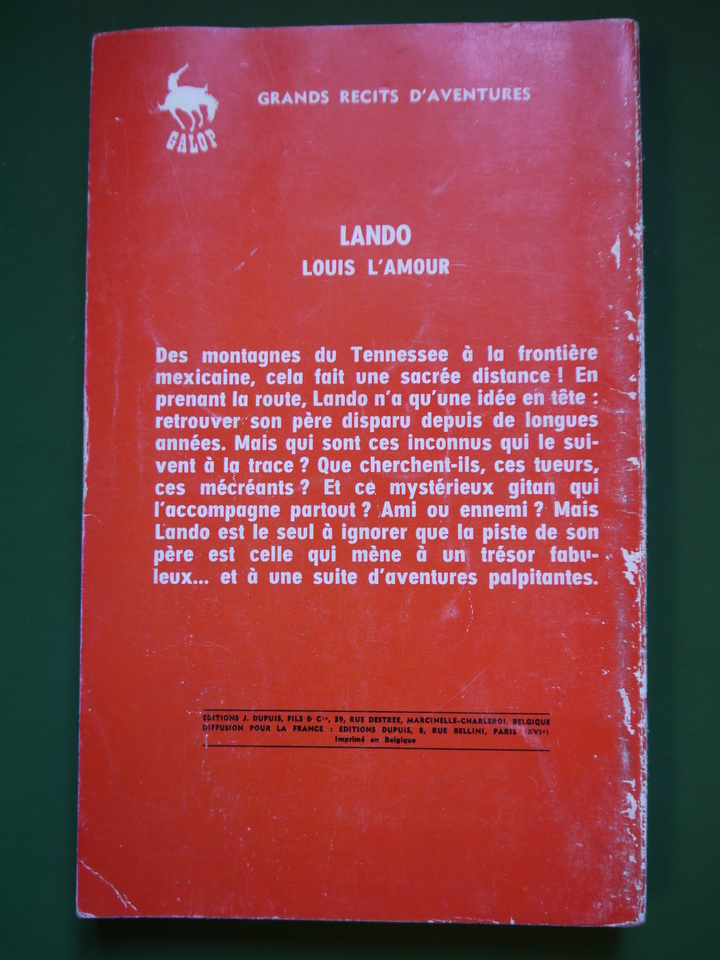 GALOP
GRANDS RECITS D'AVENTURES
LANDO
LOUIS L'AMOUR
Des montagnes du Tennessee à la frontière
mexicaine, cela fait une sacrée distance ! En
prenant la route, Lando n'a qu'une idée en tête :
retrouver son père disparu depuis de longues
années. Mais qui sont ces inconnus qui le sui-
vent à la trace ? Que cherchent-ils, ces tueurs,
ces mécréants ? Et ce mystérieux gitan qui
l'accompagne partout ? Ami ou ennemi ? Mais
Lando est le seul à ignorer que la piste de son
père est celle qui mène à un trésor fabu-
leux... et à une suite d'aventures palpitantes.
EDITIONS J. DUPUIS, FILS & Cie, 39, RUE DESTREE, MARCINELLE-CHARLEROI, BELGIQUE
DIFFUSION POUR LA FRANCE : EDITIONS DUPUIS, 8, RUE BELLINI, PARIS (XVIe)
Imprimé en Belgique